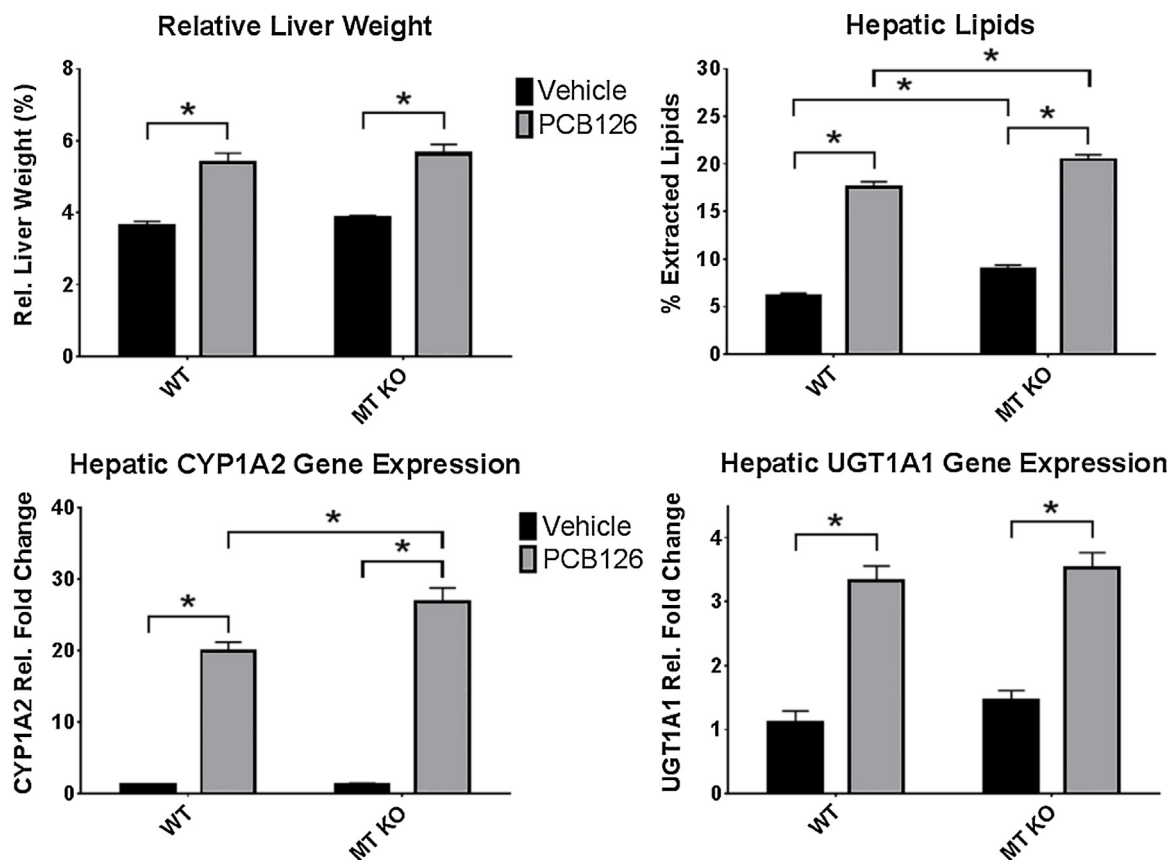 Relative Liver Weight
Rel. Liver Weight (%)
8
6
4
2
0
*
*
WT
MT KO
Vehicle
PCB126
Hepatic Lipids
% Extracted Lipids
30
25
20
15
10
5
0
*
*
*
*
WT
MT KO
Hepatic CYP1A2 Gene Expression
CYP1A2 Rel. Fold Change
40
30
20
10
0
*
*
*
WT
MT KO
Vehicle
PCB126
Hepatic UGT1A1 Gene Expression
UGT1A1 Rel. Fold Change
4
3
2
1
0
*
*
WT
MT KO